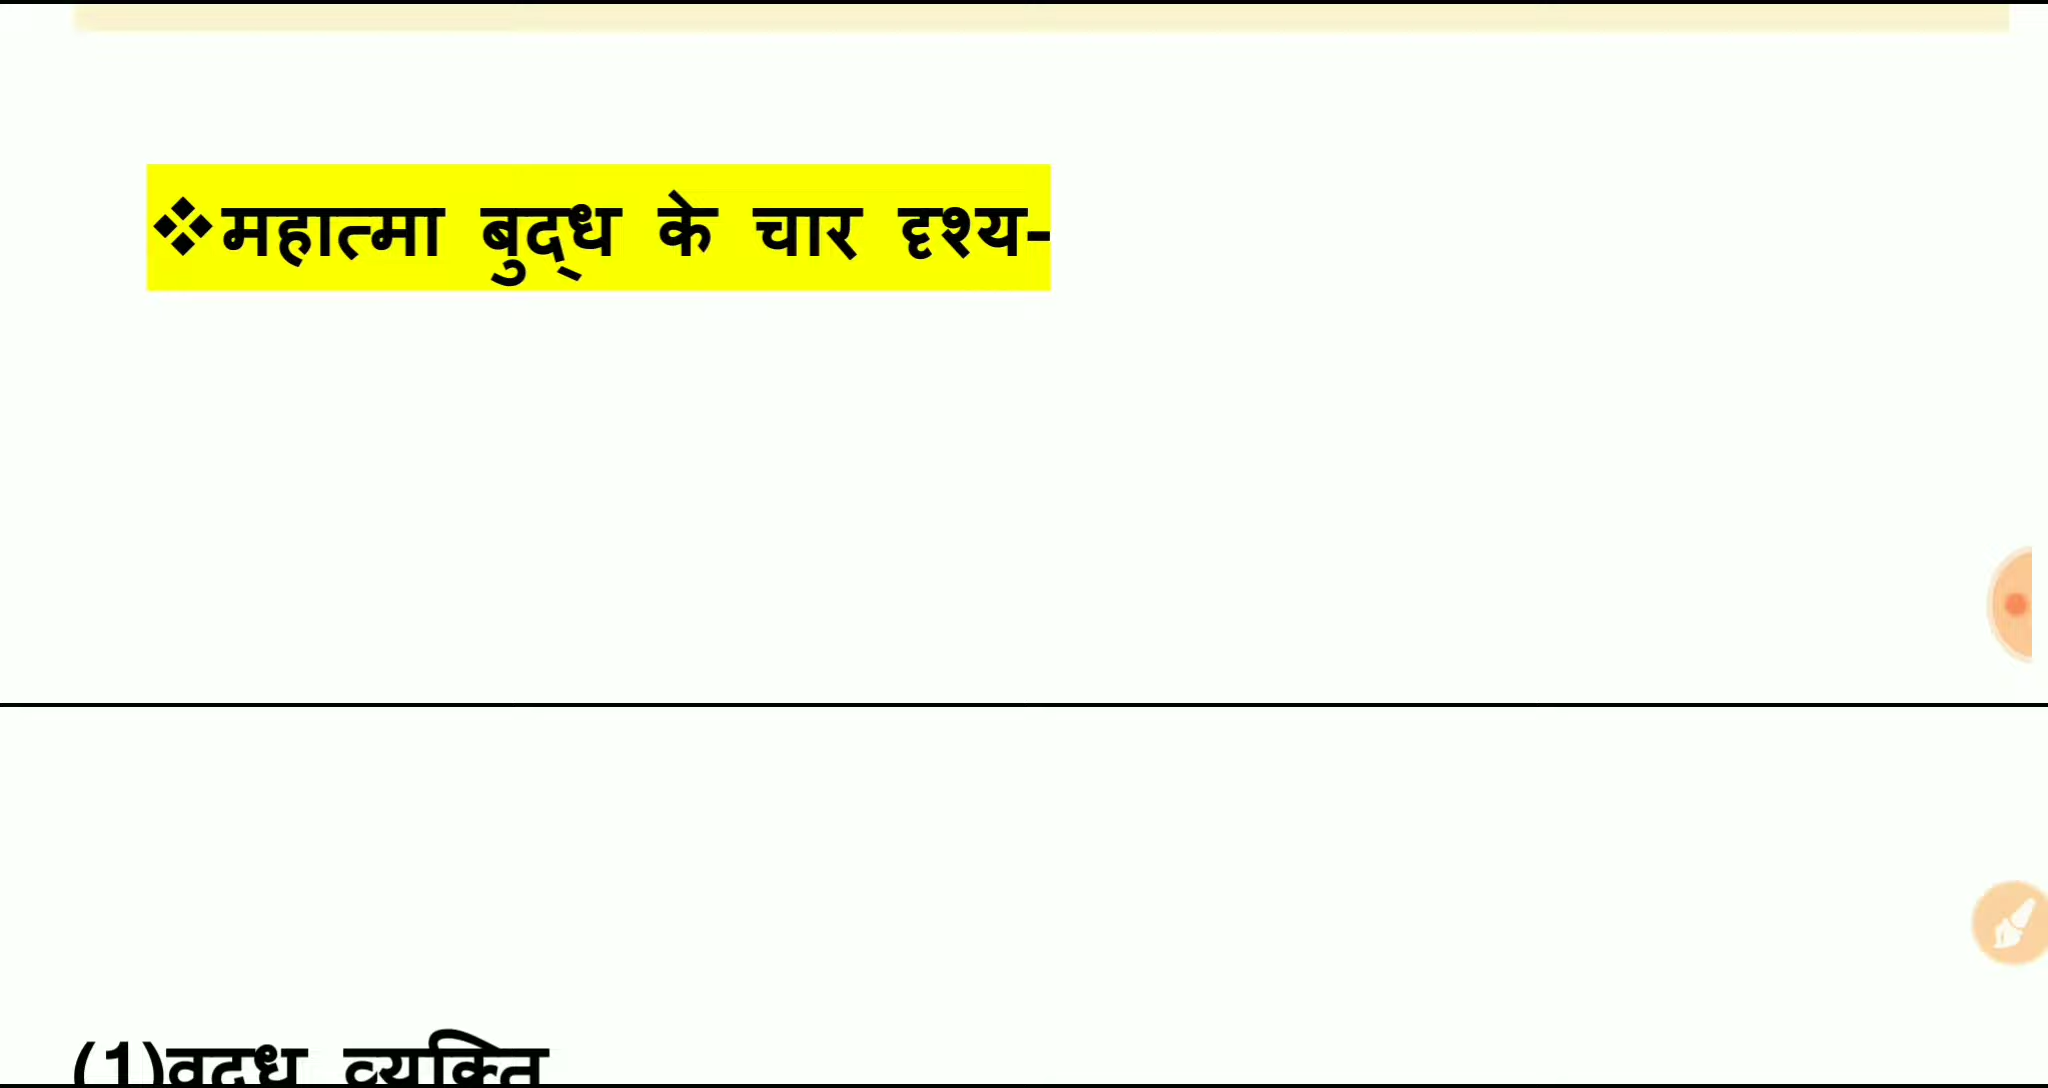 ❖महात्मा बुद्ध के चार दृश्य-
(1)वृद्ध व्यक्ति